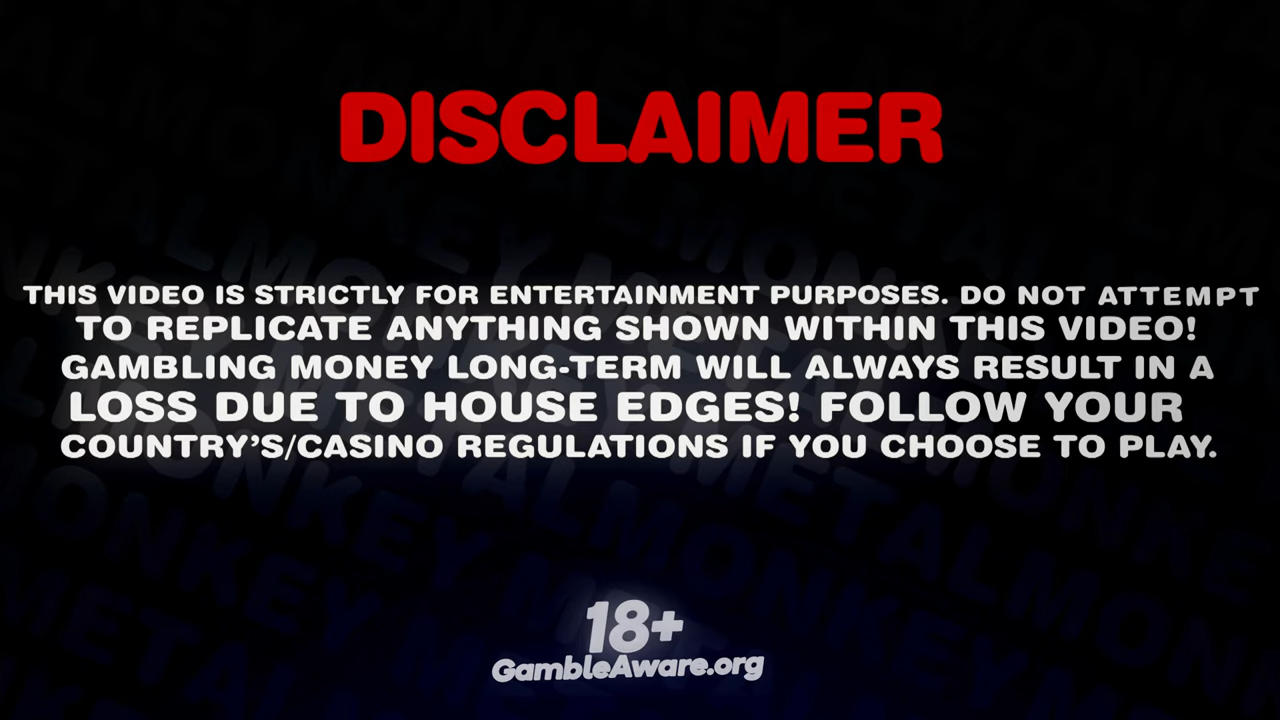 DISCLAIMER
THIS VIDEO IS STRICTLY FOR ENTERTAINMENT PURPOSES. DO NOT ATTEMPT
TO REPLICATE ANYTHING SHOWN WITHIN THIS VIDEO!
GAMBLING MONEY LONG-TERM WILL ALWAYS RESULT IN A
LOSS DUE TO HOUSE EDGES! FOLLOW YOUR
COUNTRY'S/CASINO REGULATIONS IF YOU CHOOSE TO PLAY.
18+
GambleAware.org